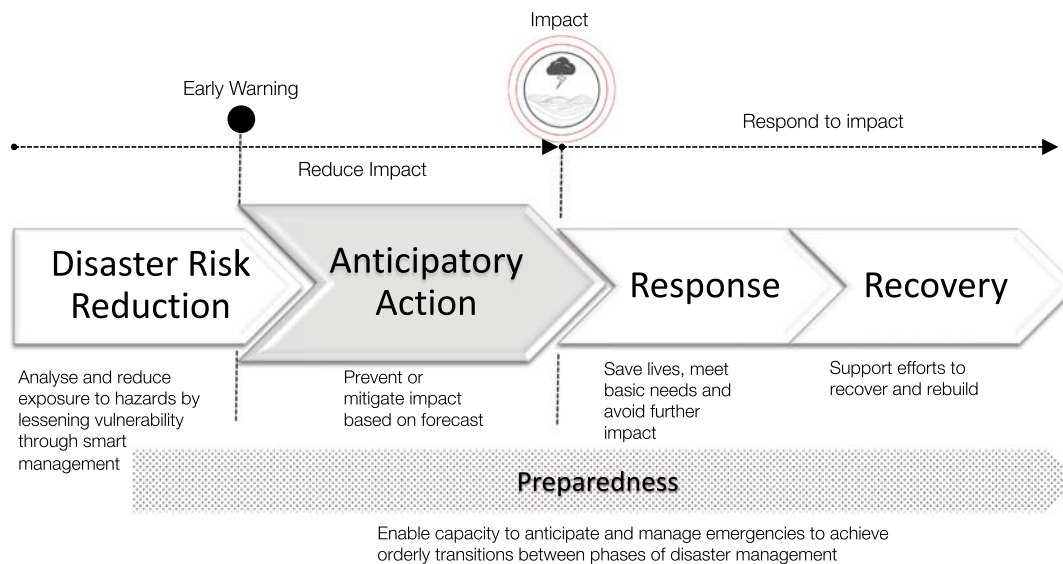 Impact
Early Warning
Respond to impact
Reduce Impact
Disaster Risk
Reduction
Anticipatory
Action
Response
Recovery
Analyse and reduce
exposure to hazards by
lessening vulnerability
through smart
management
Prevent or
mitigate impact
based on forecast
Save lives, meet
basic needs and
avoid further
impact
Support efforts to
recover and rebuild
Preparedness
Enable capacity to anticipate and manage emergencies to achieve
orderly transitions between phases of disaster management